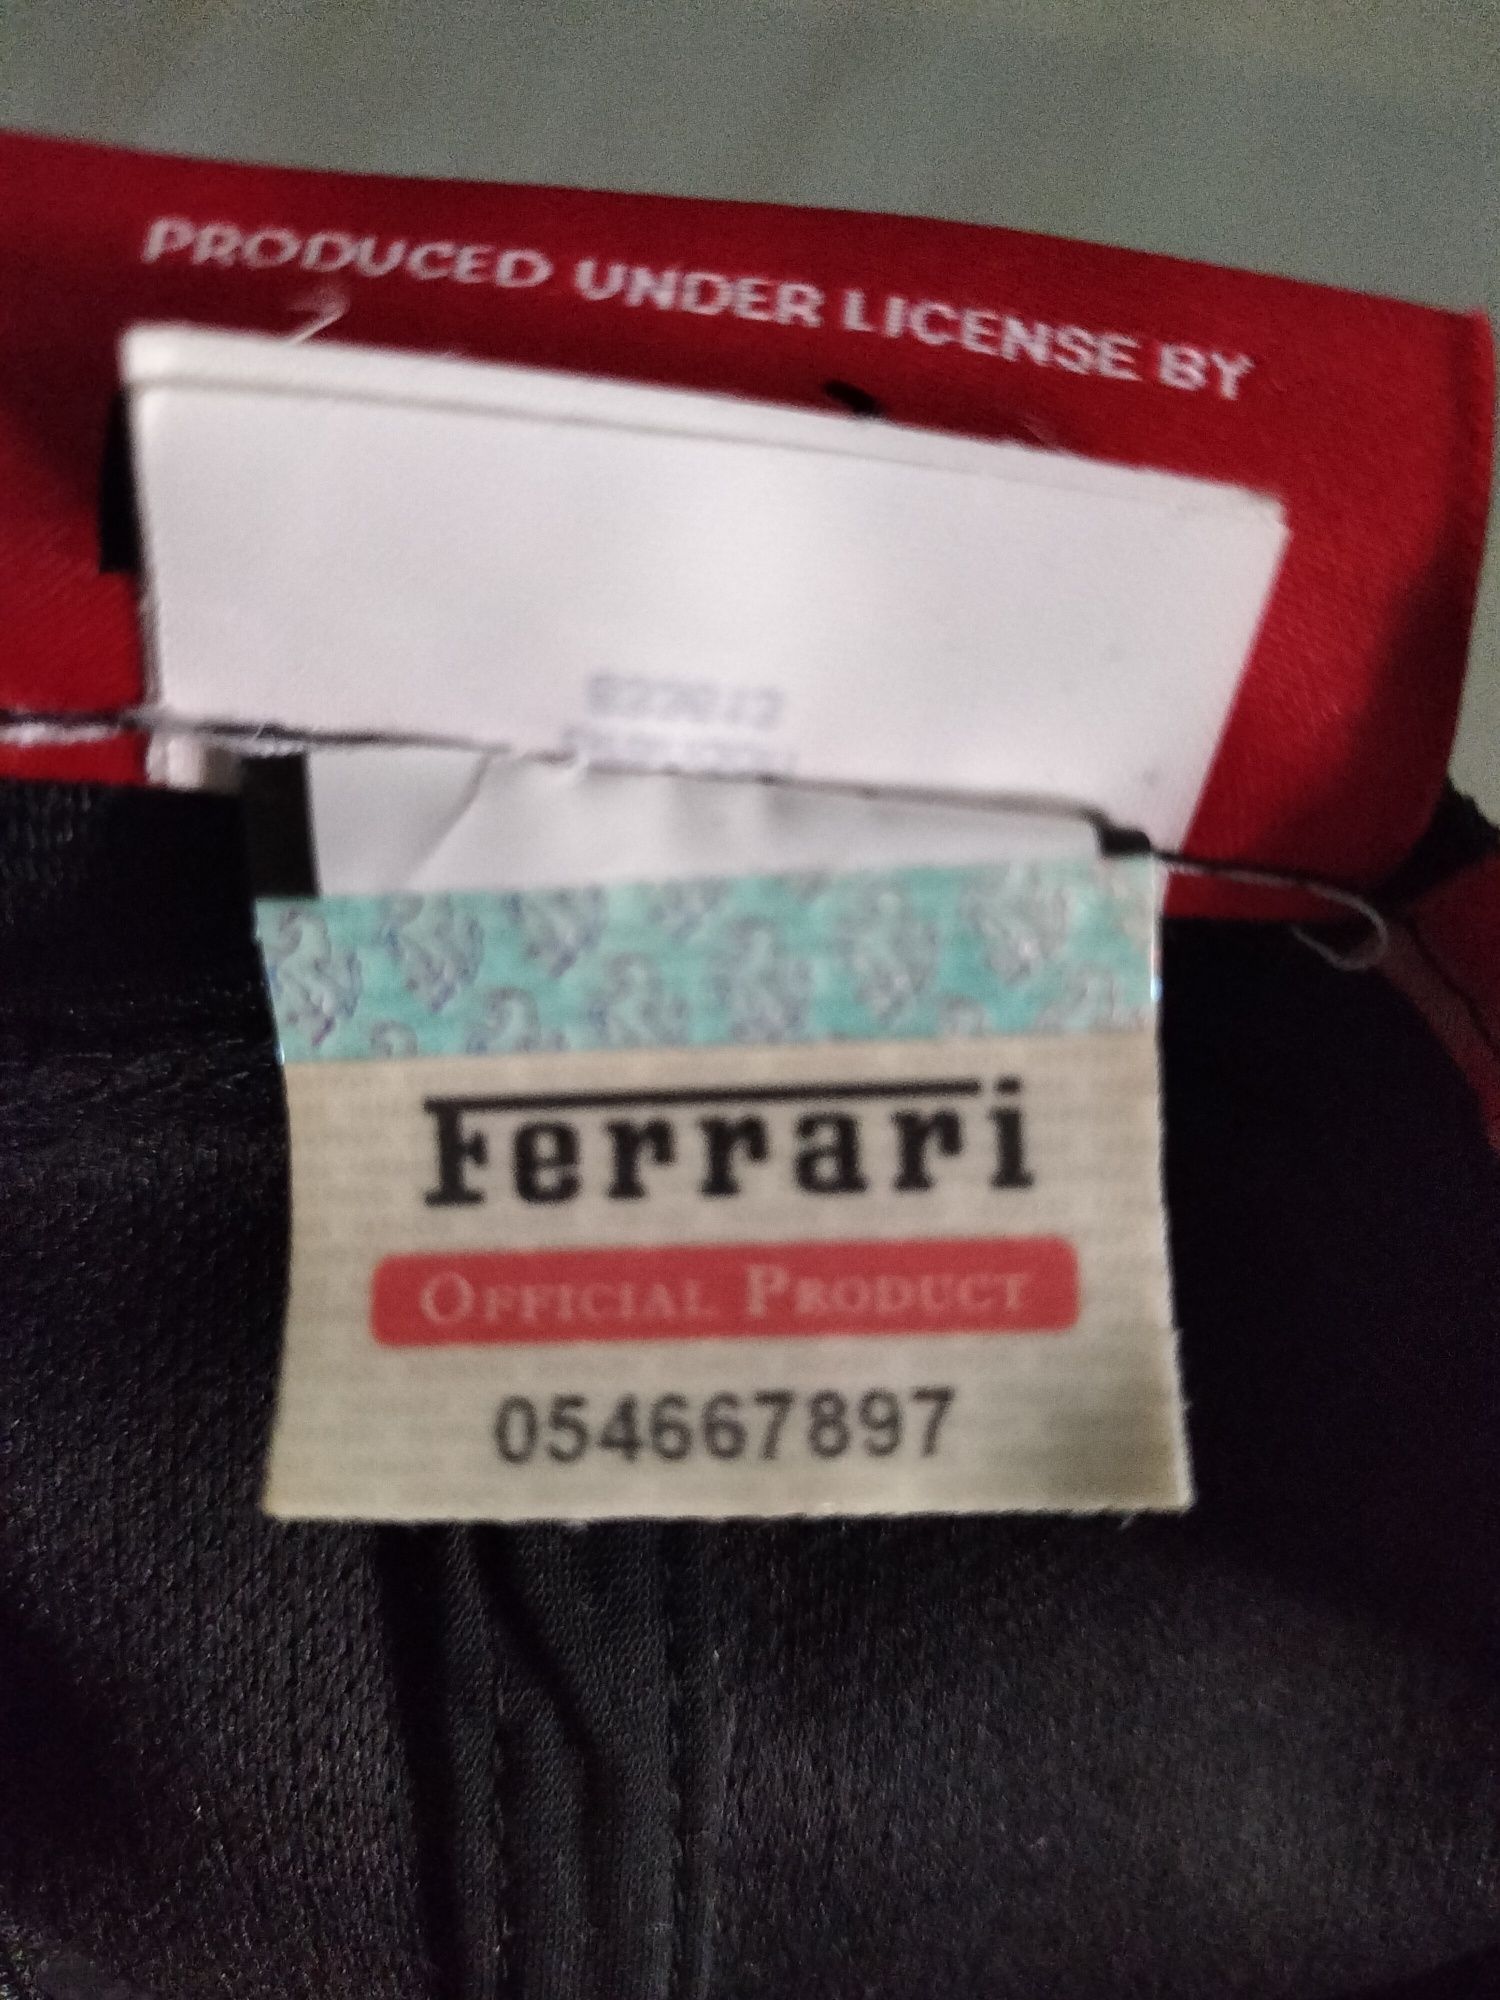 PRODUCED UNDER LICENSE BY
Ferrari
OFFICIAL PRODUCT
054667897